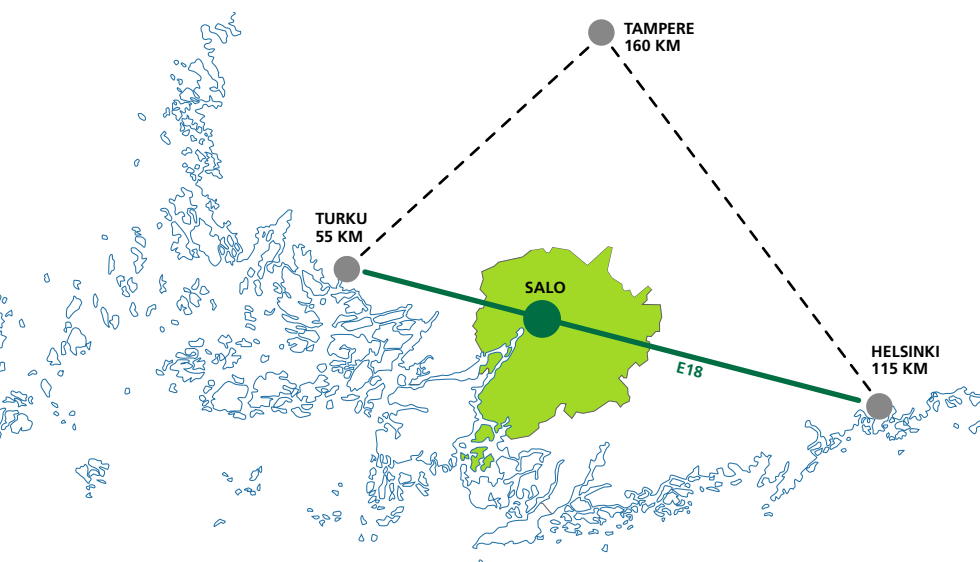 TAMPERE
160 KM
TURKU
55 KM
SALO
HELSINKI
115 KM
E18